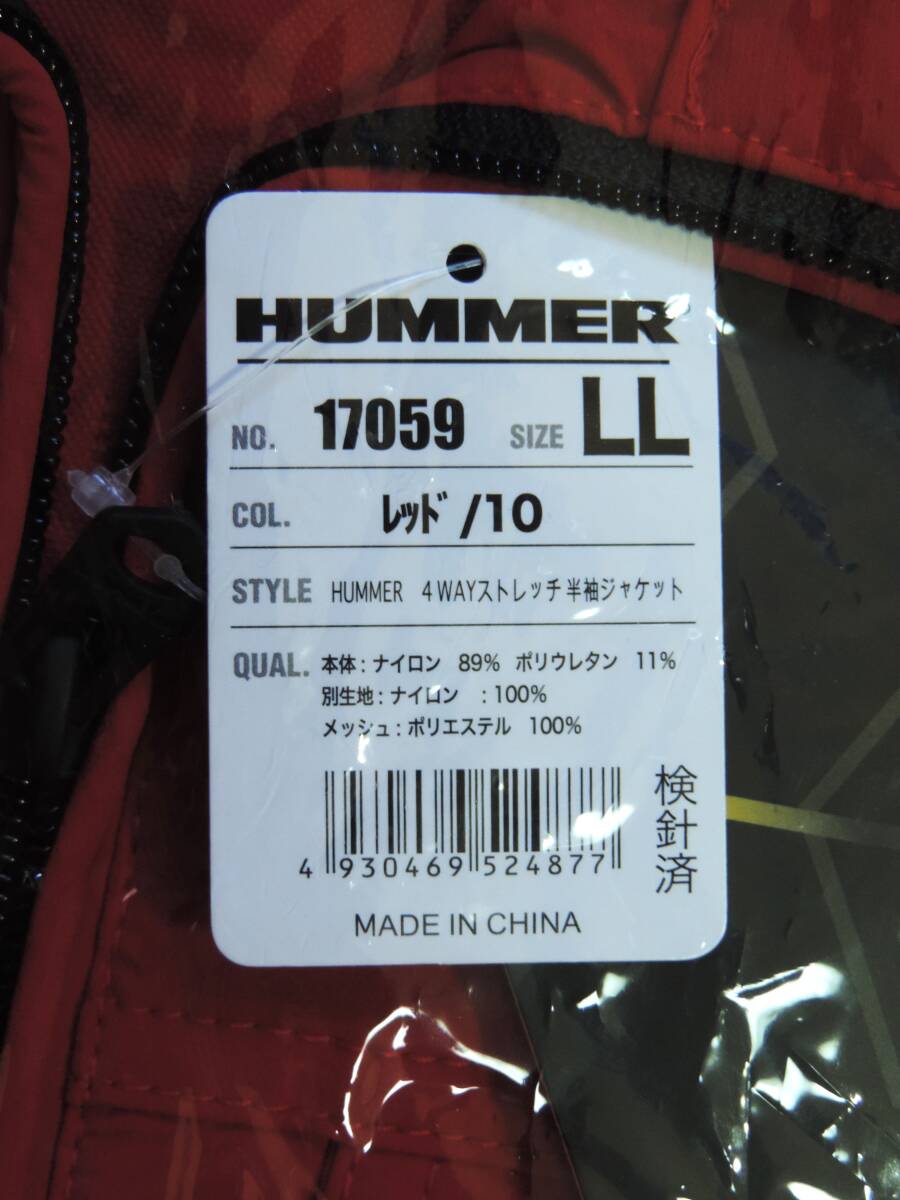 HUMMER
NO. 17059 SIZE LL
COL. レッド /10
STYLE HUMMER 4WAYストレッチ半袖ジャケット
QUAL. 本体:ナイロン 89% ポリウレタン 11%
別生地:ナイロン :100%
メッシュ:ポリエステル 100%
4 930469 524877
検針済
MADE IN CHINA